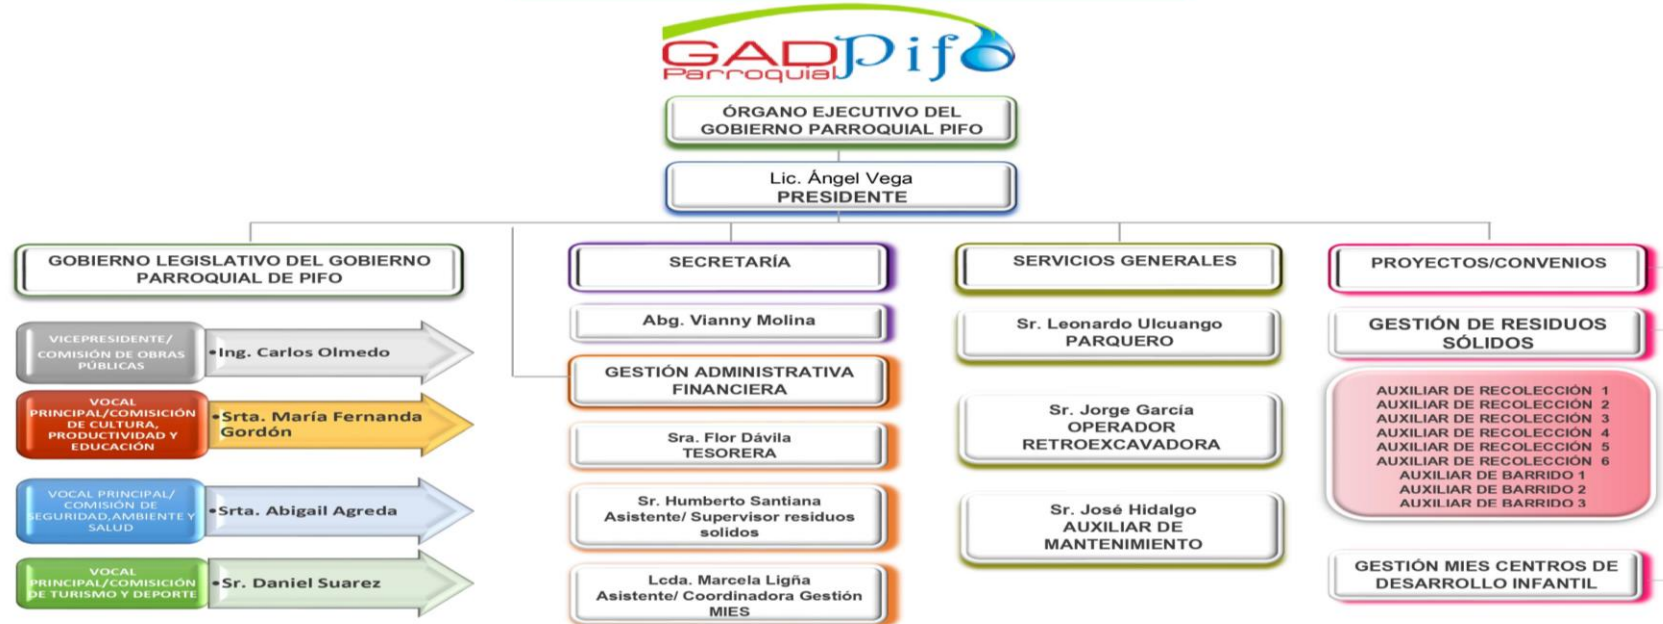 GAD Pifo
Parroquial
ÓRGANO EJECUTIVO DEL
GOBIERNO PARROQUIAL PIFO
Lic. Ángel Vega
PRESIDENTE
GOBIERNO LEGISLATIVO DEL GOBIERNO
PARROQUIAL DE PIFO
VICEPRESIDENTE/
COMISIÓN DE OBRAS
PÚBLICAS
•Ing. Carlos Olmedo
VOCAL
PRINCIPAL/COMISICIÓN
DE CULTURA,
PRODUCTIVIDAD Y
EDUCACIÓN
•Srta. María Fernanda
Gordón
VOCAL PRINCIPAL/
COMISIÓN DE
SEGURIDAD,AMBIENTE Y
SALUD
•Srta. Abigail Agreda
VOCAL
PRINCIPAL/COMISICIÓN
DE TURISMO Y DEPORTE
•Sr. Daniel Suarez
SECRETARÍA
Abg. Vianny Molina
GESTIÓN ADMINISTRATIVA
FINANCIERA
Sra. Flor Dávila
TESORERA
Sr. Humberto Santiana
Asistente/ Supervisor residuos
solidos
Lcda. Marcela Ligña
Asistente/ Coordinadora Gestión
MIES
SERVICIOS GENERALES
Sr. Leonardo Ulcuango
PARQUERO
Sr. Jorge García
OPERADOR
RETROEXCAVADORA
Sr. José Hidalgo
AUXILIAR DE
MANTENIMIENTO
PROYECTOS/CONVENIOS
GESTIÓN DE RESIDUOS
SÓLIDOS
AUXILIAR DE RECOLECCIÓN 1
AUXILIAR DE RECOLECCIÓN 2
AUXILIAR DE RECOLECCIÓN 3
AUXILIAR DE RECOLECCIÓN 4
AUXILIAR DE RECOLECCIÓN 5
AUXILIAR DE RECOLECCIÓN 6
AUXILIAR DE BARRIDO 1
AUXILIAR DE BARRIDO 2
AUXILIAR DE BARRIDO 3
GESTIÓN MIES CENTROS DE
DESARROLLO INFANTIL